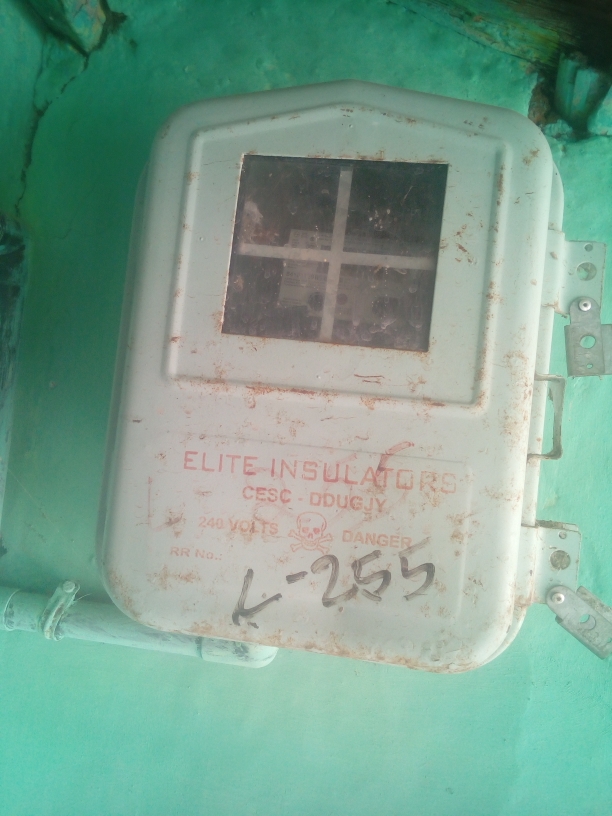 ELITE INSULATORS
CESC - DDUGJY
240 VOLTS DANGER
RR No.:
K-255